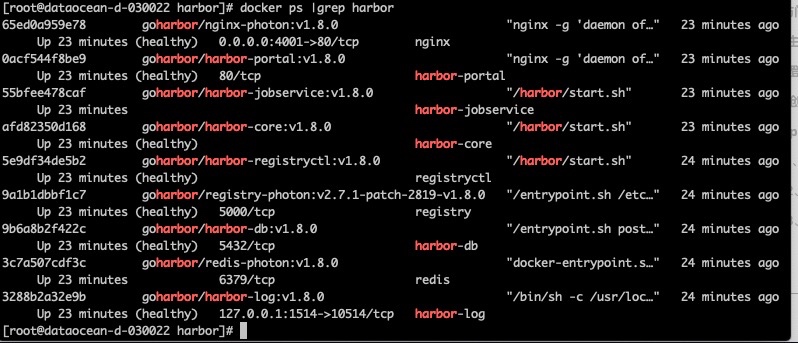 [root@dataocean-d-030022 harbor]# docker ps |grep harbor
65ed0a959e78        goharbor/nginx-photon:v1.8.0                        "nginx -g 'daemon of…"   23 minutes ago
     Up 23 minutes (healthy)   0.0.0.0:4001->80/tcp       nginx
0acf544f8be9        goharbor/harbor-portal:v1.8.0                       "nginx -g 'daemon of…"   23 minutes ago
     Up 23 minutes (healthy)   80/tcp                     harbor-portal
55bfee478caf        goharbor/harbor-jobservice:v1.8.0                   "/harbor/start.sh"       23 minutes ago
     Up 23 minutes                                        harbor-jobservice
afd82350d168        goharbor/harbor-core:v1.8.0                         "/harbor/start.sh"       23 minutes ago
     Up 23 minutes (healthy)                              harbor-core
5e9df34de5b2        goharbor/harbor-registryctl:v1.8.0                  "/harbor/start.sh"       24 minutes ago
     Up 23 minutes (healthy)                              registryctl
9a1b1dbbf1c7        goharbor/registry-photon:v2.7.1-patch-2819-v1.8.0   "/entrypoint.sh /etc…"   24 minutes ago
     Up 23 minutes (healthy)   5000/tcp                   registry
9b6a8b2f422c        goharbor/harbor-db:v1.8.0                           "/entrypoint.sh post…"   24 minutes ago
     Up 23 minutes (healthy)   5432/tcp                   harbor-db
3c7a507cdf3c        goharbor/redis-photon:v1.8.0                        "docker-entrypoint.s…"   24 minutes ago
     Up 23 minutes             6379/tcp                   redis
3288b2a32e9b        goharbor/harbor-log:v1.8.0                          "/bin/sh -c /usr/loc…"   24 minutes ago
     Up 23 minutes (healthy)   127.0.0.1:1514->10514/tcp  harbor-log
[root@dataocean-d-030022 harbor]#